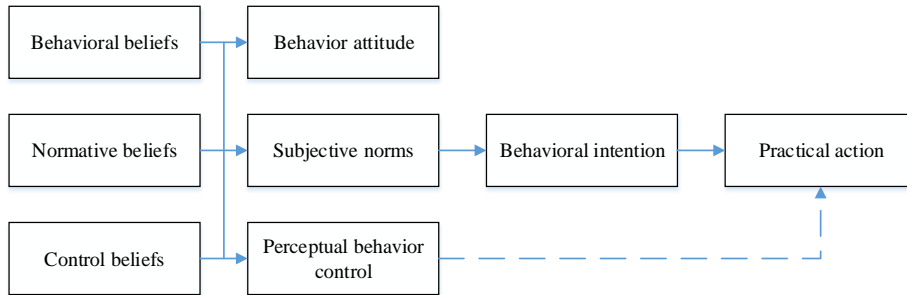 Behavioral beliefs
Behavior attitude
Normative beliefs
Subjective norms
Behavioral intention
Practical action
Control beliefs
Perceptual behavior
control